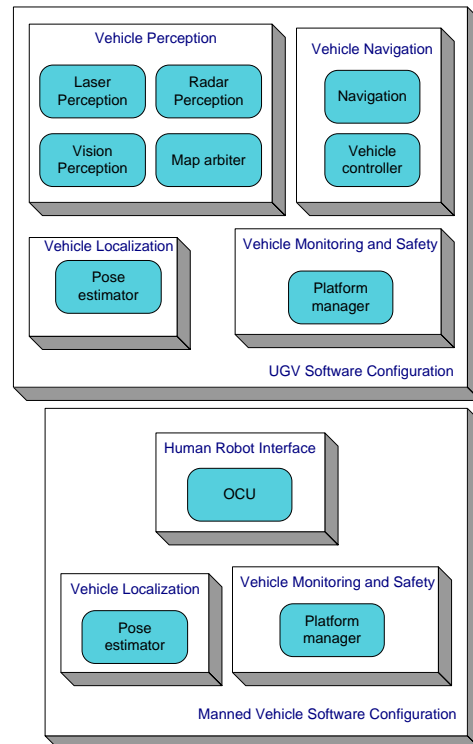 Vehicle Perception
Laser
Perception
Radar
Perception
Vision
Perception
Map arbiter
Vehicle Navigation
Navigation
Vehicle
controller
Vehicle Localization
Pose
estimator
Vehicle Monitoring and Safety
Platform
manager
UGV Software Configuration
Human Robot Interface
OCU
Vehicle Localization
Pose
estimator
Vehicle Monitoring and Safety
Platform
manager
Manned Vehicle Software Configuration